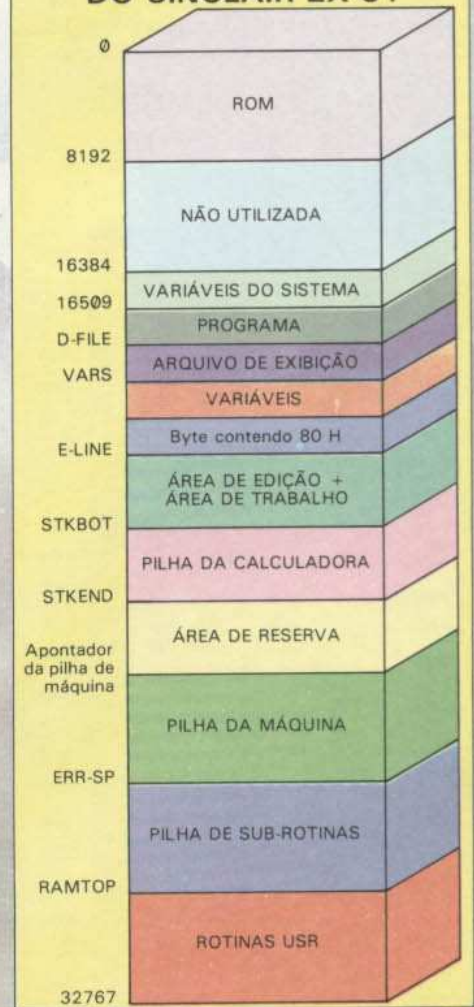 DO SINCLAIR ZX-81
0
ROM
8192
NÃO UTILIZADA
16384
VARIÁVEIS DO SISTEMA
16509
PROGRAMA
D-FILE
ARQUIVO DE EXIBIÇÃO
VARS
VARIÁVEIS
Byte contendo 80 H
E-LINE
ÁREA DE EDIÇÃO +
ÁREA DE TRABALHO
STKBOT
PILHA DA CALCULADORA
STKEND
ÁREA DE RESERVA
Apontador
da pilha de
máquina
PILHA DA MÁQUINA
ERR-SP
PILHA DE SUB-ROTINAS
RAMTOP
ROTINAS USR
32767